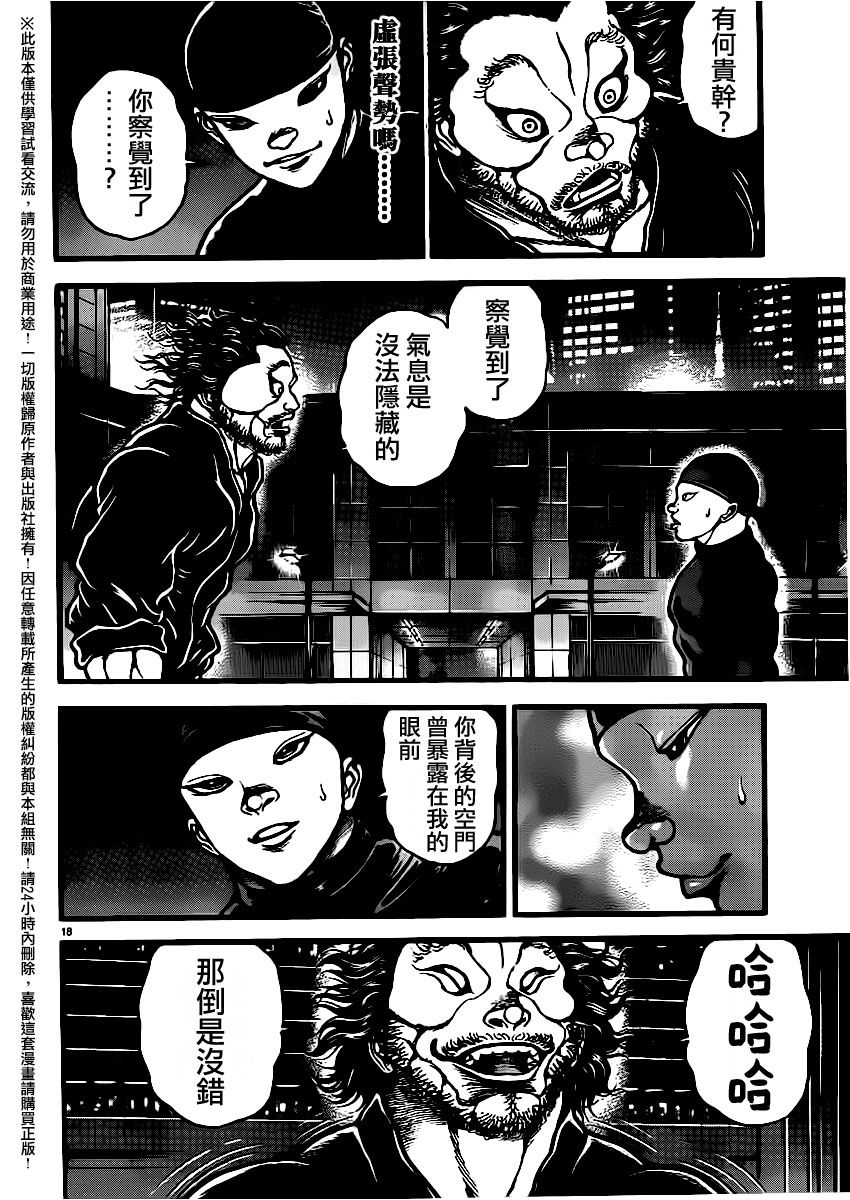 有何貴幹?
虛張聲勢嗎………
你察覺到了
………?
察覺到了
氣息是
沒法隱藏的
你背後的空門
曾暴露在我的
眼前
18
哈哈哈
那倒是沒錯
※此版本僅供學習試看交流，請勿用於商業用途！一切版權歸原作者與出版社擁有！因任意轉載所產生的版權糾紛都與本組無關！請24小時內刪除，喜歡這套漫畫請購買正版！